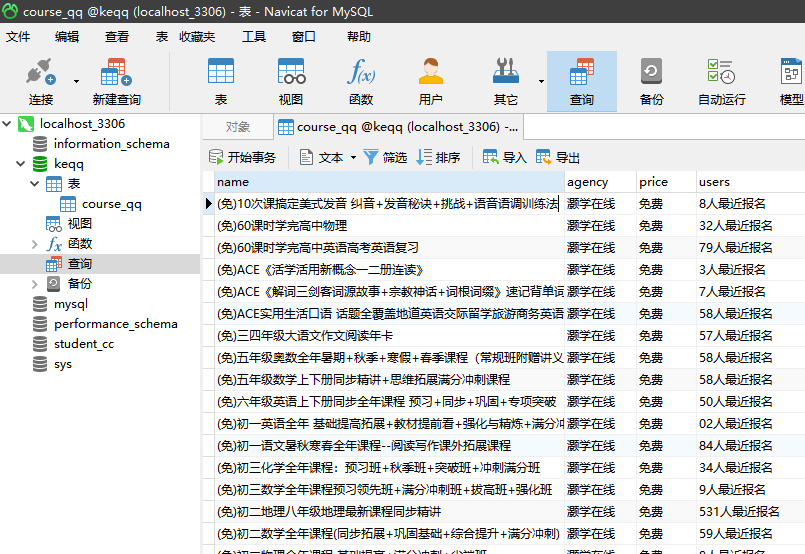 course_qq @keqq (localhost_3306) - 表 - Navicat for MySQL
文件 编辑 查看 表 收藏夹 工具 窗口 帮助
连接 新建查询 表 视图 函数 用户 其它 查询 备份 自动运行 模型
localhost_3306
information_schema
keqq
表
course_qq
视图
函数
查询
备份
mysql
performance_schema
student_cc
sys
对象 course_qq @keqq (localhost_3306) -...
开始事务 文本 筛选 排序 导入 导出
name agency price users
(免)10次课搞定美式发音 纠音+发音秘诀+挑战+语音语调训练法 灏学在线 免费 8人最近报名
(免)60课时学完高中物理 灏学在线 免费 32人最近报名
(免)60课时学完高中英语高考英语复习 灏学在线 免费 79人最近报名
(免)ACE《活学活用新概念一二册连读》 灏学在线 免费 3人最近报名
(免)ACE《解词三剑客词源故事+宗教神话+词根词缀》速记背单词 灏学在线 免费 7人最近报名
(免)ACE实用生活口语 话题全覆盖地道英语交际留学旅游商务英语 灏学在线 免费 58人最近报名
(免)三四年级大语文作文阅读年卡 灏学在线 免费 57人最近报名
(免)五年级奥数全年暑期+秋季+寒假+春季课程（常规班附赠讲义 灏学在线 免费 58人最近报名
(免)五年级数学上下册同步精讲+思维拓展满分冲刺课程 灏学在线 免费 58人最近报名
(免)六年级英语上下册同步全年课程 预习+同步+巩固+专项突破 灏学在线 免费 50人最近报名
(免)初一英语全年 基础提高拓展+教材提前看+强化与精炼+满分冲 灏学在线 免费 02人最近报名
(免)初一语文暑秋寒春全年课程--阅读写作课外拓展课程 灏学在线 免费 84人最近报名
(免)初三化学全年课程：预习班+秋季班+突破班+冲刺满分班 灏学在线 免费 34人最近报名
(免)初三数学全年课程预习领先班+满分冲刺班+拔高班+强化班 灏学在线 免费 9人最近报名
(免)初二地理八年级地理最新课程同步精讲 灏学在线 免费 531人最近报名
(免)初二数学全年课程(同步拓展+巩固基础+综合提升+满分冲刺) 灏学在线 免费 59人最近报名